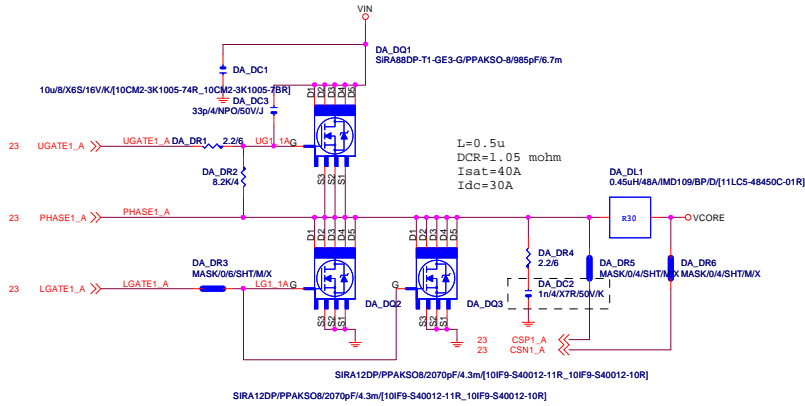 VIN
DA_DQ1
SiRA88DP-T1-GE3-G/PPAKSO-8/985pF/6.7m
DA_DC1
10u/8/X6S/16V/K/[10CM2-3K1005-74R_10CM2-3K1005-7BR]
DA_DC3
33p/4/NPO/50V/J
D1 D2 D3 D4 D5
23 UGATE1_A UGATE1_A DA_DR1 2.2/6 UG1_1A G
DA_DR2
8.2K/4
S3 S2 S1
L=0.5u
DCR=1.05 mohm
Isat=40A
Idc=30A
DA_DL1
0.45uH/48A/IMD109/BP/D/[11LC5-48450C-01R]
23 PHASE1_A PHASE1_A
R30
VCORE
D1 D2 D3 D4 D5
D1 D2 D3 D4 D5
DA_DR3
MASK/0/6/SHT/M/X
DA_DR4
2.2/6
DA_DR5
MASK/0/4/SHT/M/X
DA_DR6
MASK/0/4/SHT/M/X
23 LGATE1_A LGATE1_A LG1_1A G
G
DA_DC2
1n/4/X7R/50V/K
DA_DQ2
DA_DQ3
S3 S2 S1
S3 S2 S1
23 CSP1_A
23 CSN1_A
SIRA12DP/PPAKSO8/2070pF/4.3m/[10IF9-S40012-11R_10IF9-S40012-10R]
SIRA12DP/PPAKSO8/2070pF/4.3m/[10IF9-S40012-11R_10IF9-S40012-10R]